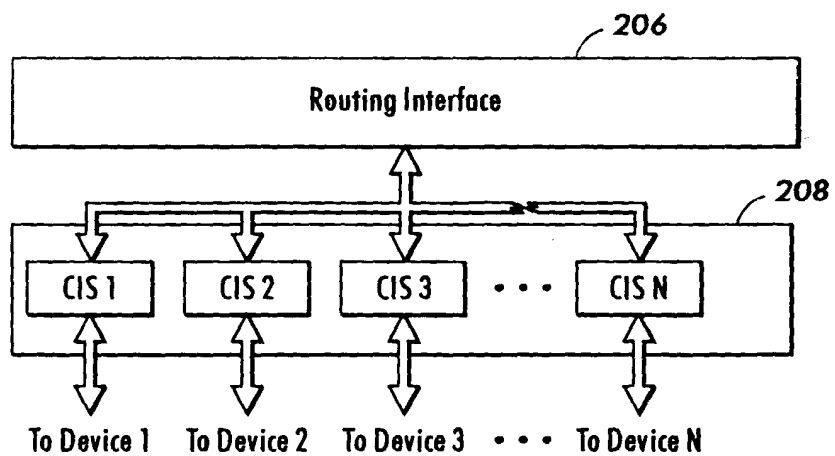 206
Routing Interface
208
CIS 1 CIS 2 CIS 3 • • • CIS N
To Device 1 To Device 2 To Device 3 • • • To Device N